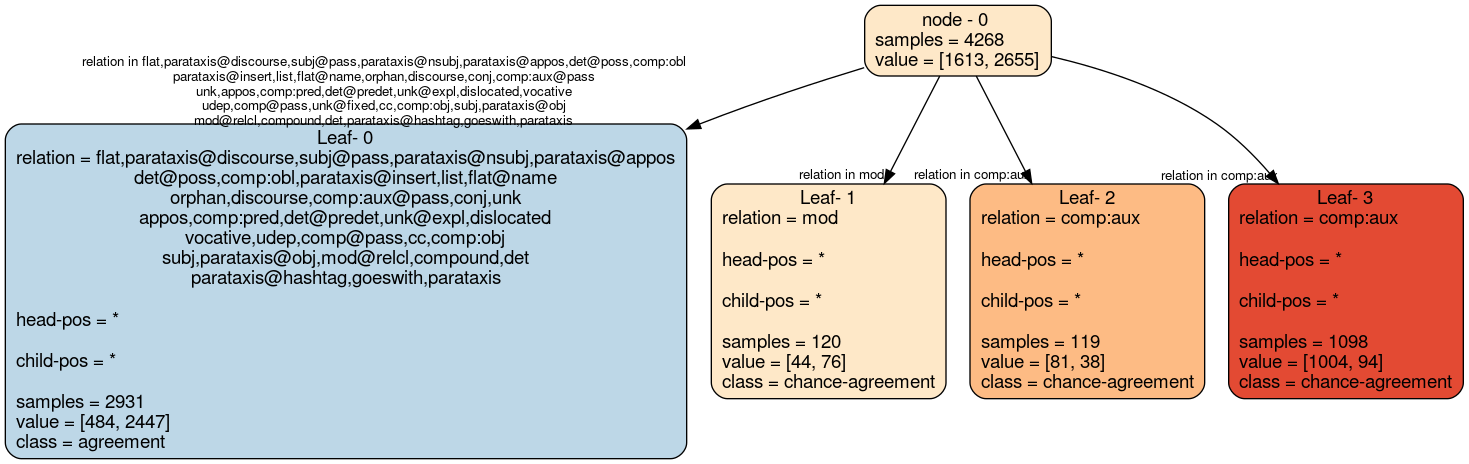 node - 0
samples = 4268
value = [1613, 2655]
relation in flat,parataxis@discourse,subj@pass,parataxis@nsubj,parataxis@appos,det@poss,comp:obl
parataxis@insert,list,flat@name,orphan,discourse,conj,comp:aux@pass
unk,appos,comp:pred,det@predet,unk@expl,dislocated,vocative
udep,comp@pass,unk@fixed,cc,comp:obj,subj,parataxis@obj
mod@relcl,compound,det,parataxis@hashtag,goeswith,parataxis
Leaf- 0
relation = flat,parataxis@discourse,subj@pass,parataxis@nsubj,parataxis@appos
det@poss,comp:obl,parataxis@insert,list,flat@name
orphan,discourse,comp:aux@pass,conj,unk
appos,comp:pred,det@predet,unk@expl,dislocated
vocative,udep,comp@pass,cc,comp:obj
subj,parataxis@obj,mod@relcl,compound,det
parataxis@hashtag,goeswith,parataxis
head-pos = *
child-pos = *
samples = 2931
value = [484, 2447]
class = agreement
relation in mod
Leaf- 1
relation = mod
head-pos = *
child-pos = *
samples = 120
value = [44, 76]
class = chance-agreement
relation in comp:aux
Leaf- 2
relation = comp:aux
head-pos = *
child-pos = *
samples = 119
value = [81, 38]
class = chance-agreement
relation in comp:aux
Leaf- 3
relation = comp:aux
head-pos = *
child-pos = *
samples = 1098
value = [1004, 94]
class = chance-agreement